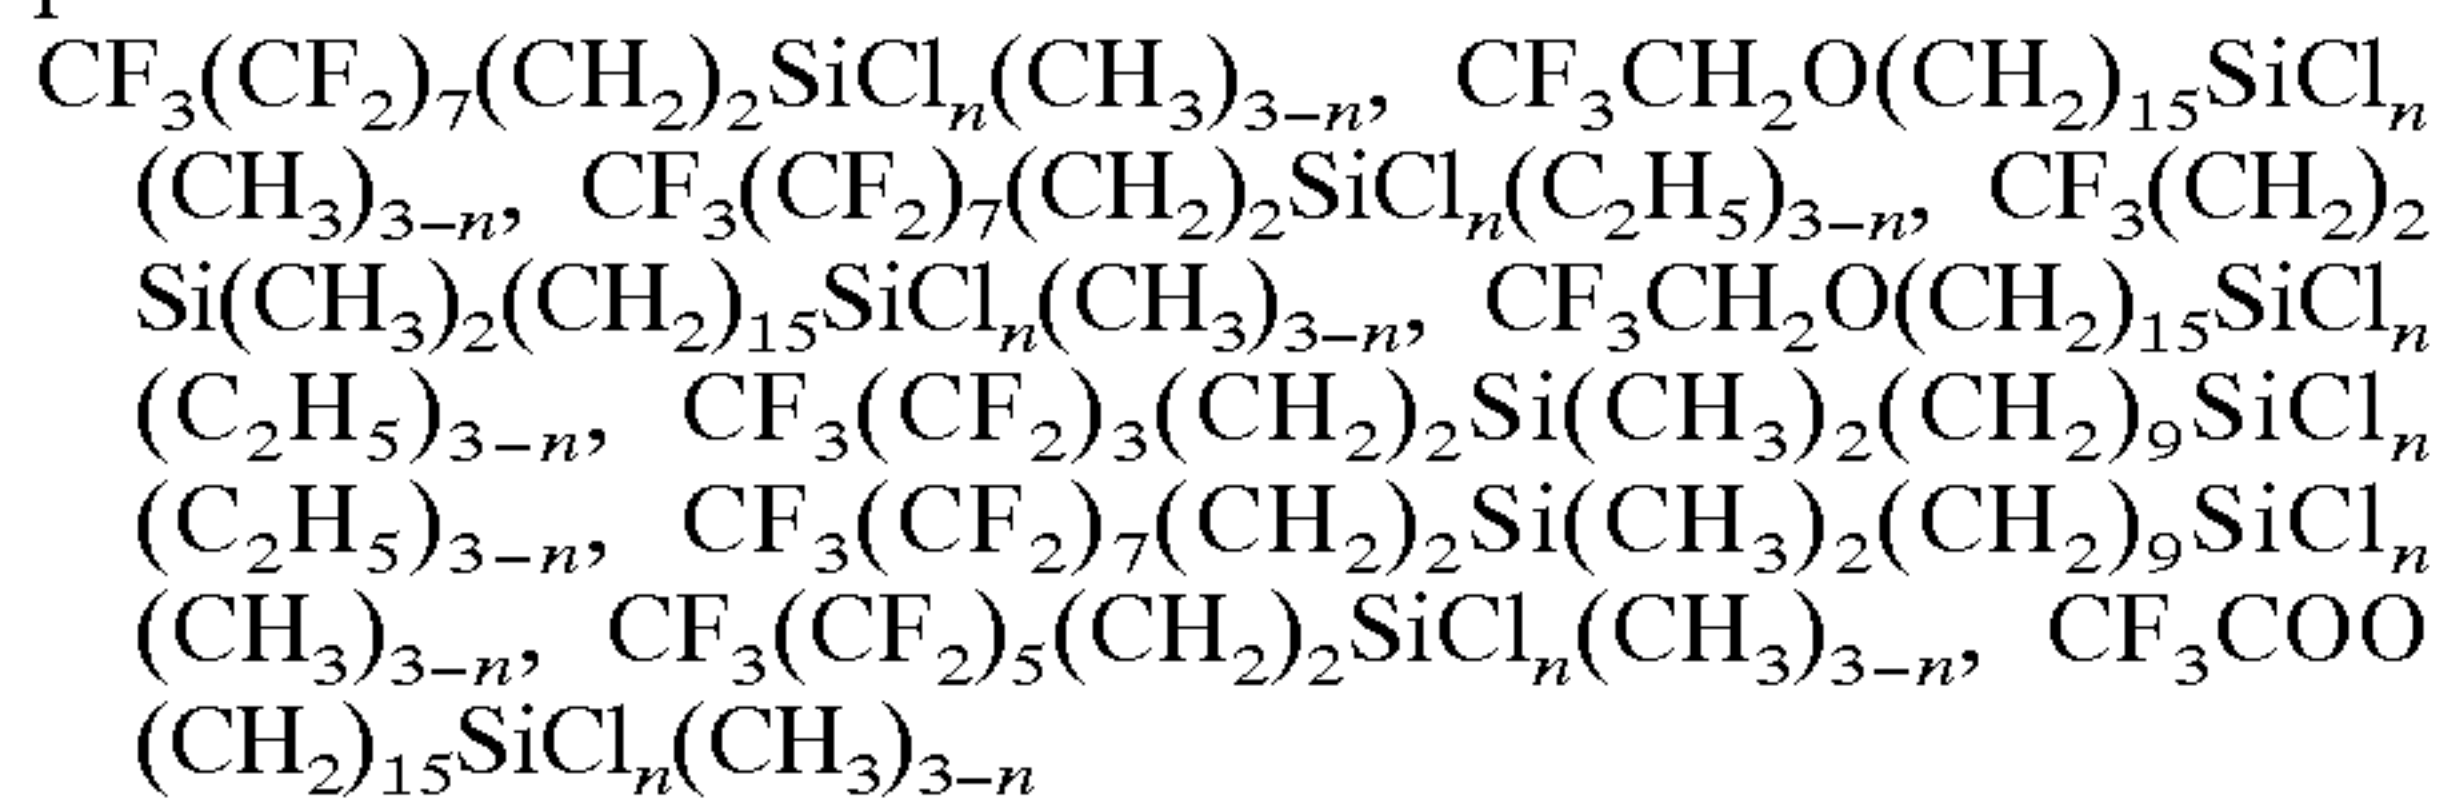 CF₃(CF₂)₇(CH₂)₂SiClₙ(CH₃)₃₋ₙ, CF₃CH₂O(CH₂)₁₅SiClₙ
(CH₃)₃₋ₙ, CF₃(CF₂)₇(CH₂)₂SiClₙ(C₂H₅)₃₋ₙ, CF₃(CH₂)₂
Si(CH₃)₂(CH₂)₁₅SiClₙ(CH₃)₃₋ₙ, CF₃CH₂O(CH₂)₁₅SiClₙ
(C₂H₅)₃₋ₙ, CF₃(CF₂)₃(CH₂)₂Si(CH₃)₂(CH₂)₉SiClₙ
(C₂H₅)₃₋ₙ, CF₃(CF₂)₇(CH₂)₂Si(CH₃)₂(CH₂)₉SiClₙ
(CH₃)₃₋ₙ, CF₃(CF₂)₅(CH₂)₂SiClₙ(CH₃)₃₋ₙ, CF₃COO
(CH₂)₁₅SiClₙ(CH₃)₃₋ₙ